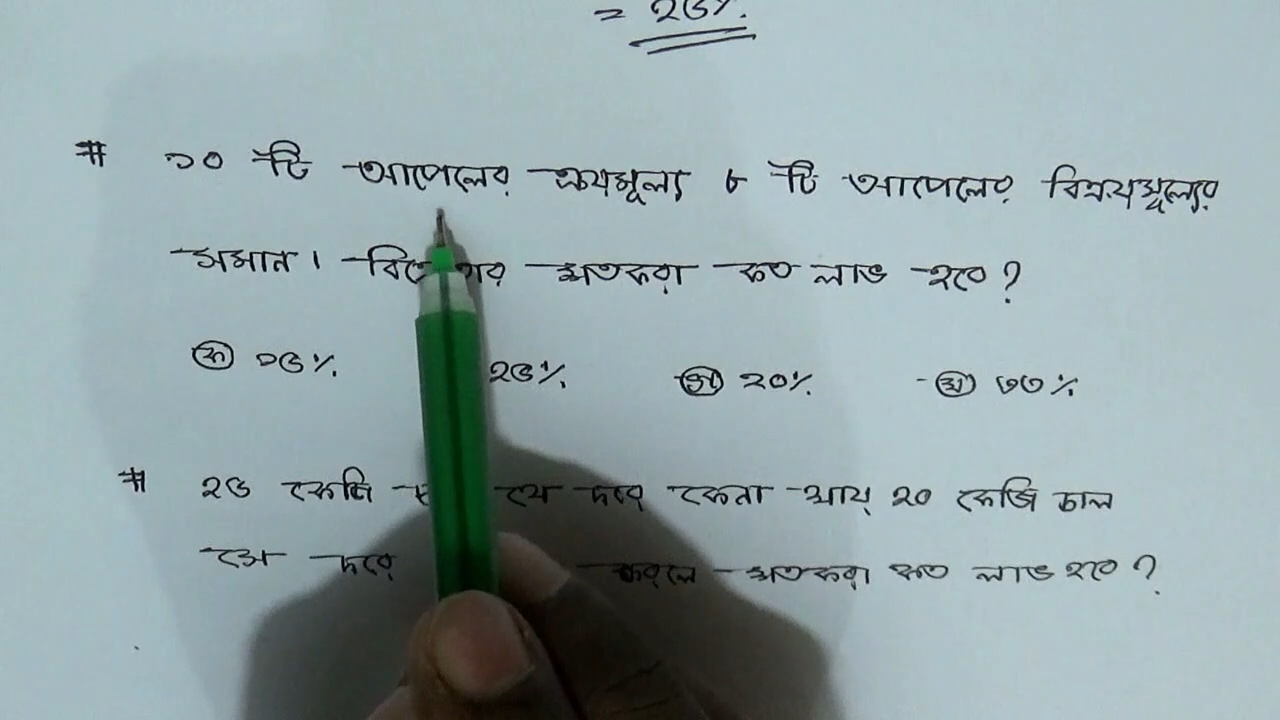 = ২৫%.
# ১০ টি আপেলের ক্রয়মূল্য ৮ টি আপেলের বিক্রয়মূল্যের
সমান। শতকরা কত লাভ হবে?
ক ১৫% ২৫% গ ২০% ঘ ৩০%
# ২৫ কেজি যে দরে কেনা যায় ২০ কেজি চাল
সে দরে করলে শতকরা কত লাভ হবে?